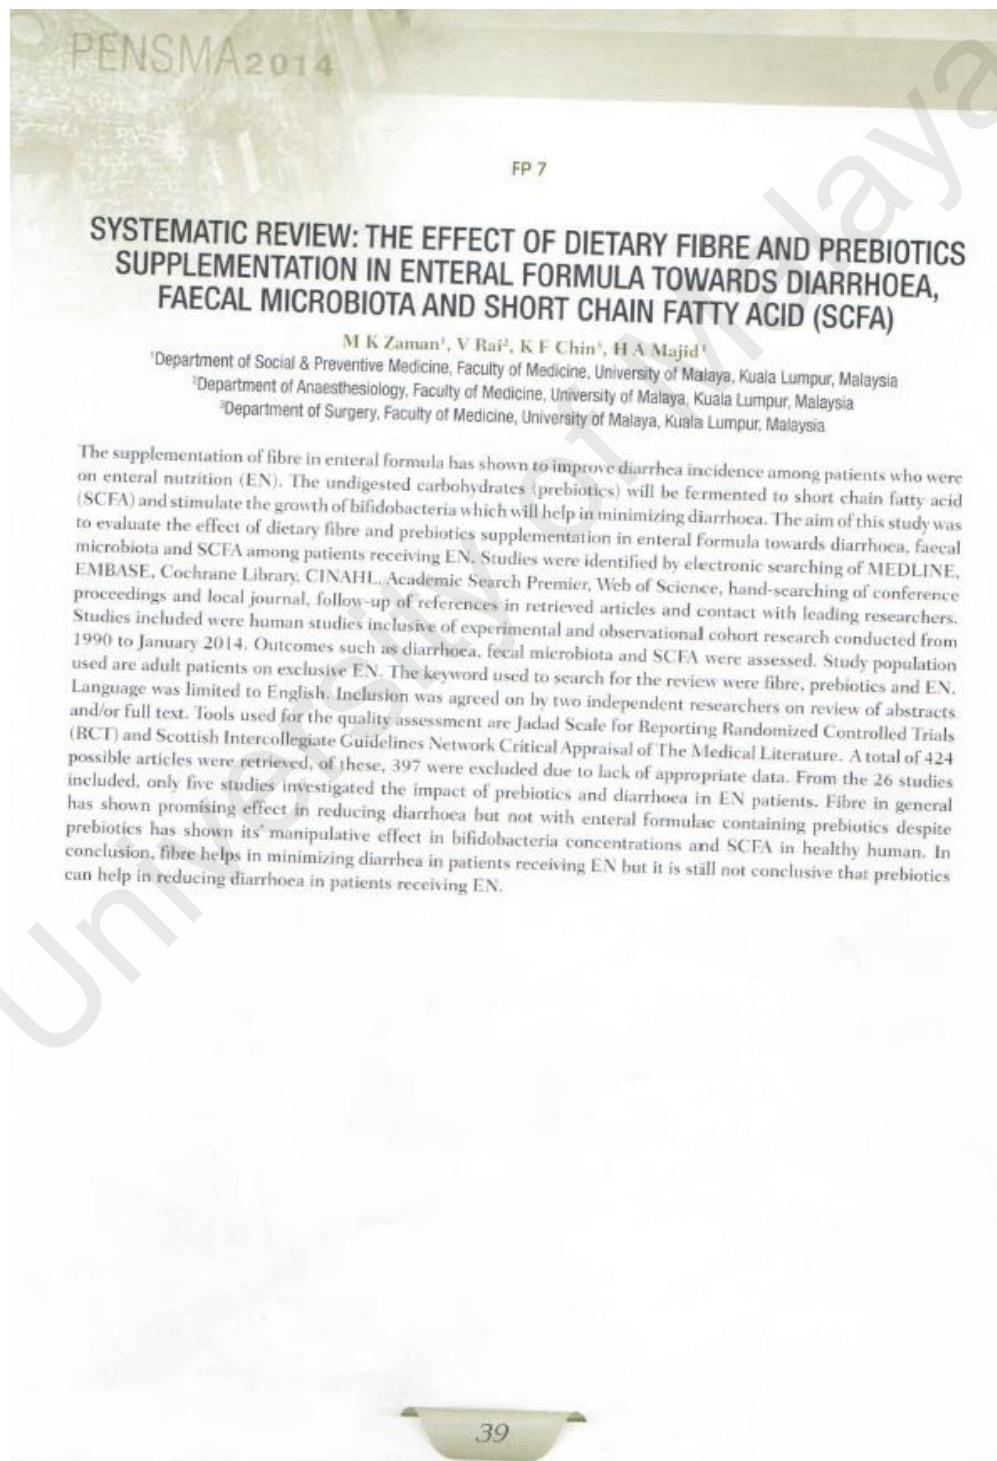 PENSMA2014
FP 7
SYSTEMATIC REVIEW: THE EFFECT OF DIETARY FIBRE AND PREBIOTICS
SUPPLEMENTATION IN ENTERAL FORMULA TOWARDS DIARRHOEA,
FAECAL MICROBIOTA AND SHORT CHAIN FATTY ACID (SCFA)
M K Zaman¹, V Rai², K F Chin³, H A Majid¹
¹Department of Social & Preventive Medicine, Faculty of Medicine, University of Malaya, Kuala Lumpur, Malaysia
²Department of Anaesthesiology, Faculty of Medicine, University of Malaya, Kuala Lumpur, Malaysia
³Department of Surgery, Faculty of Medicine, University of Malaya, Kuala Lumpur, Malaysia
The supplementation of fibre in enteral formula has shown to improve diarrhea incidence among patients who were
on enteral nutrition (EN). The undigested carbohydrates (prebiotics) will be fermented to short chain fatty acid
(SCFA) and stimulate the growth of bifidobacteria which will help in minimizing diarrhoea. The aim of this study was
to evaluate the effect of dietary fibre and prebiotics supplementation in enteral formula towards diarrhoea, faecal
microbiota and SCFA among patients receiving EN. Studies were identified by electronic searching of MEDLINE,
EMBASE, Cochrane Library, CINAHL, Academic Search Premier, Web of Science, hand-searching of conference
proceedings and local journal, follow-up of references in retrieved articles and contact with leading researchers.
Studies included were human studies inclusive of experimental and observational cohort research conducted from
1990 to January 2014. Outcomes such as diarrhoea, fecal microbiota and SCFA were assessed. Study population
used are adult patients on exclusive EN. The keyword used to search for the review were fibre, prebiotics and EN.
Language was limited to English. Inclusion was agreed on by two independent researchers on review of abstracts
and/or full text. Tools used for the quality assessment are Jadad Scale for Reporting Randomized Controlled Trials
(RCT) and Scottish Intercollegiate Guidelines Network Critical Appraisal of The Medical Literature. A total of 424
possible articles were retrieved, of these, 397 were excluded due to lack of appropriate data. From the 26 studies
included, only five studies investigated the impact of prebiotics and diarrhoea in EN patients. Fibre in general
has shown promising effect in reducing diarrhoea but not with enteral formulae containing prebiotics despite
prebiotics has shown its' manipulative effect in bifidobacteria concentrations and SCFA in healthy human. In
conclusion, fibre helps in minimizing diarrhea in patients receiving EN but it is still not conclusive that prebiotics
can help in reducing diarrhoea in patients receiving EN.
University of Malaya
39